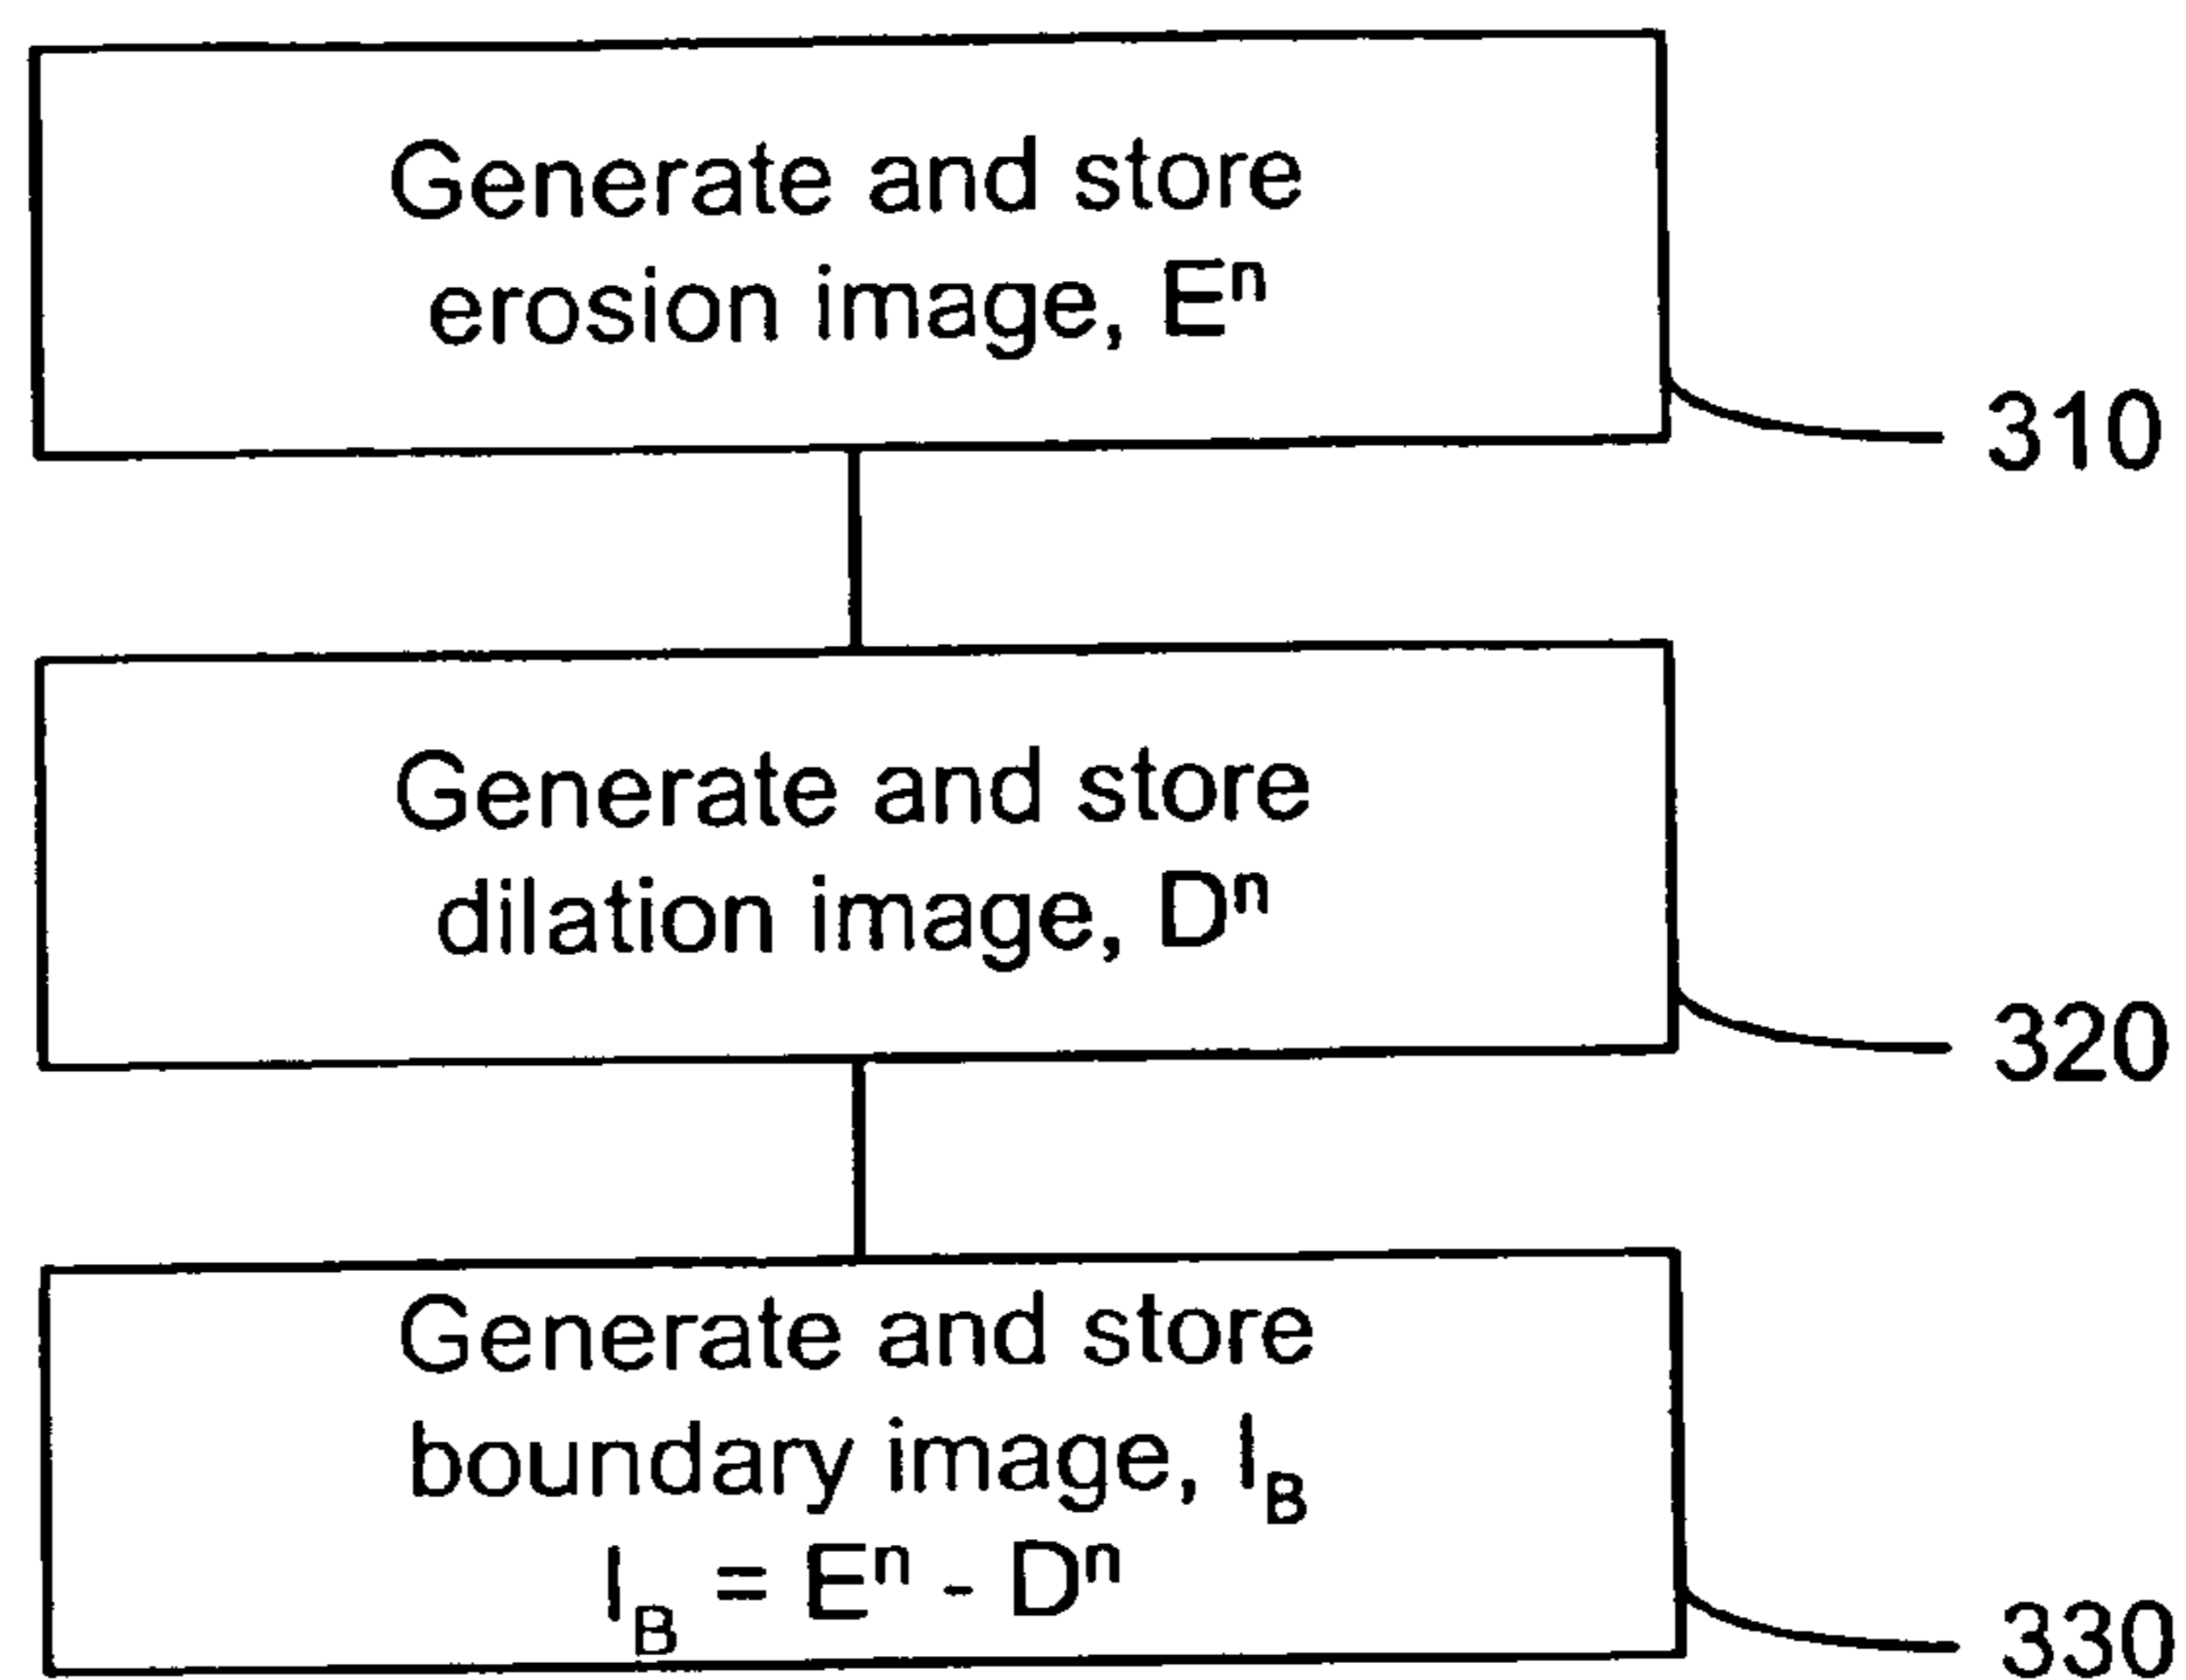 Generate and store
erosion image, Eⁿ
310
Generate and store
dilation image, Dⁿ
320
Generate and store
boundary image, I_B
I_B = Eⁿ - Dⁿ
330